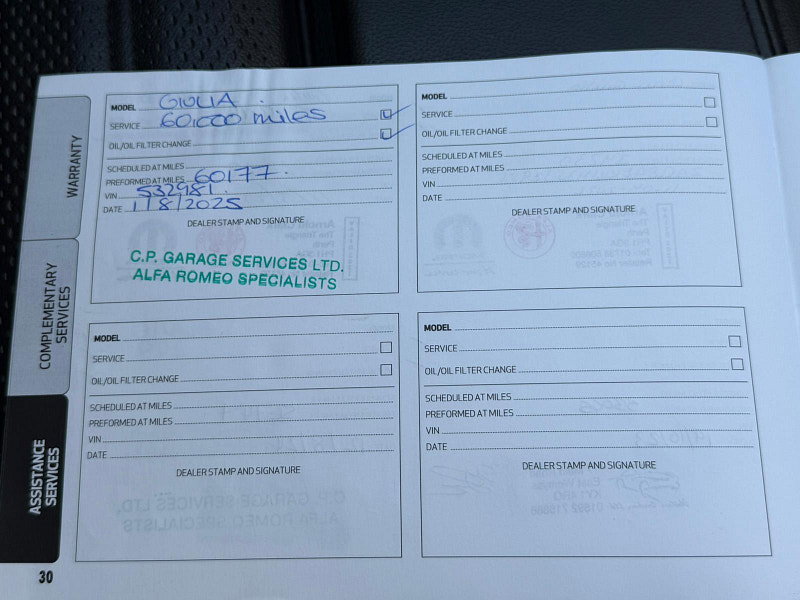 WARRANTY
COMPLEMENTARY
SERVICES
ASSISTANCE
SERVICES
MODEL GIULIA.
SERVICE 60,000 miles
OIL/OIL FILTER CHANGE
SCHEDULED AT MILES
PREFORMED AT MILES 60177.
VIN 532981.
DATE 1/8/2025
DEALER STAMP AND SIGNATURE
C.P. GARAGE SERVICES LTD.
ALFA ROMEO SPECIALISTS
MODEL
SERVICE
OIL/OIL FILTER CHANGE
SCHEDULED AT MILES
PREFORMED AT MILES
VIN
DATE
DEALER STAMP AND SIGNATURE
MODEL
SERVICE
OIL/OIL FILTER CHANGE
SCHEDULED AT MILES
PREFORMED AT MILES
VIN
DATE
DEALER STAMP AND SIGNATURE
MODEL
SERVICE
OIL/OIL FILTER CHANGE
SCHEDULED AT MILES
PREFORMED AT MILES
VIN
DATE
DEALER STAMP AND SIGNATURE
30